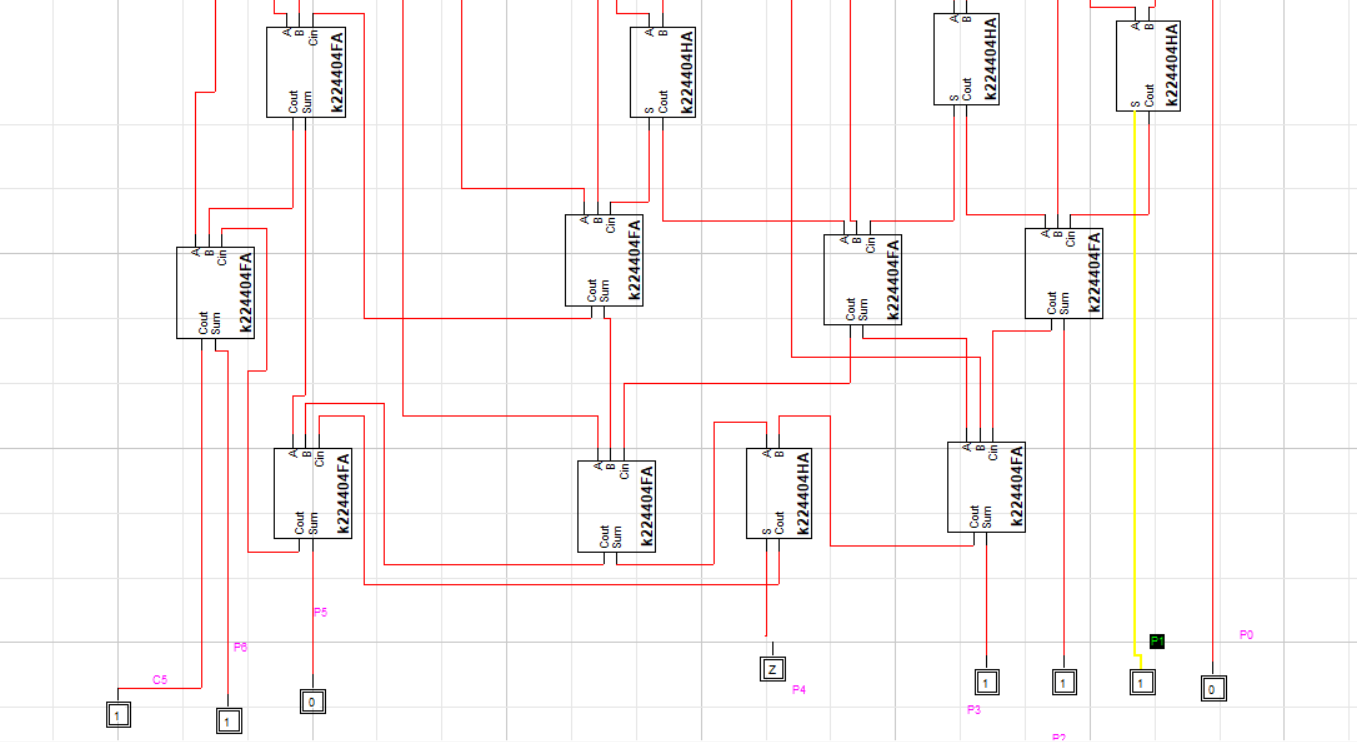 A B Cin
Cout Sum
k224404FA
A B
S Cout
k224404HA
A B
S Cout
k224404HA
A B
S Cout
k224404HA
A B Cin
Cout Sum
k224404FA
A B Cin
Cout Sum
k224404FA
A B Cin
Cout Sum
k224404FA
A B Cin
Cout Sum
k224404FA
A B Cin
Cout Sum
k224404FA
A B Cin
Cout Sum
k224404FA
A B
S Cout
k224404HA
A B Cin
Cout Sum
k224404FA
P5
P6
P1
P0
C5
Z
P4
1
1
0
1
1
1
0
P3
P2